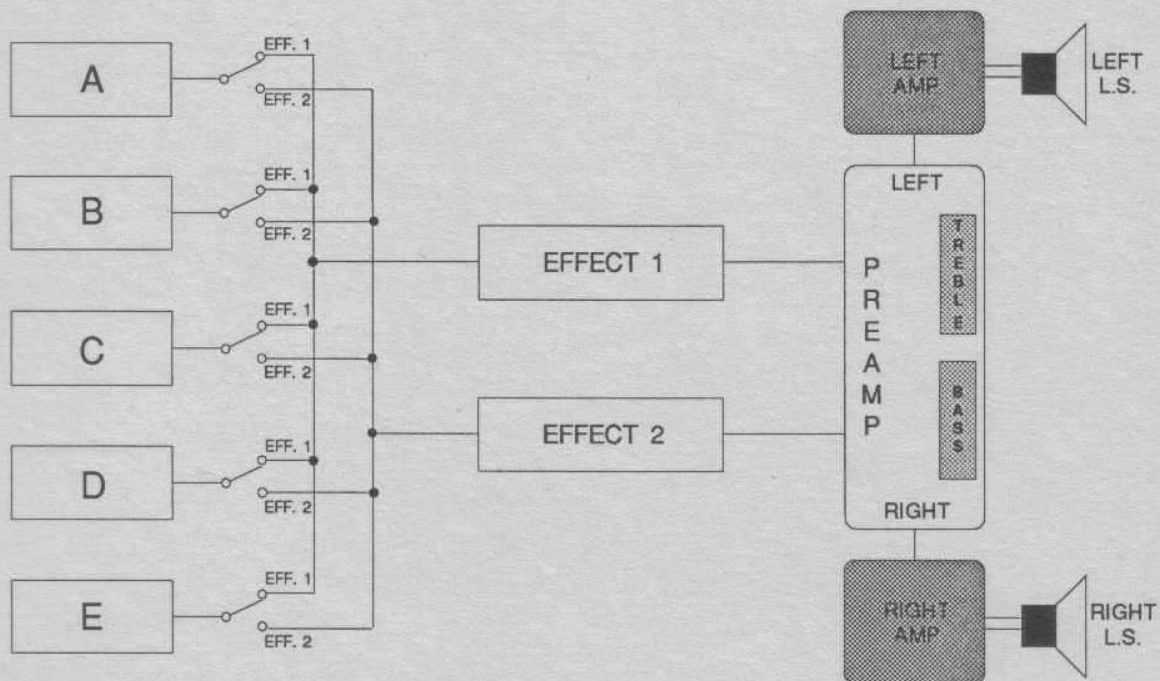 A
EFF. 1
EFF. 2
B
EFF. 1
EFF. 2
C
EFF. 1
EFF. 2
D
EFF. 1
EFF. 2
E
EFF. 1
EFF. 2
EFFECT 1
EFFECT 2
LEFT
AMP
LEFT
L.S.
LEFT
PREAMP
TREBLE
BASS
RIGHT
RIGHT
AMP
RIGHT
L.S.